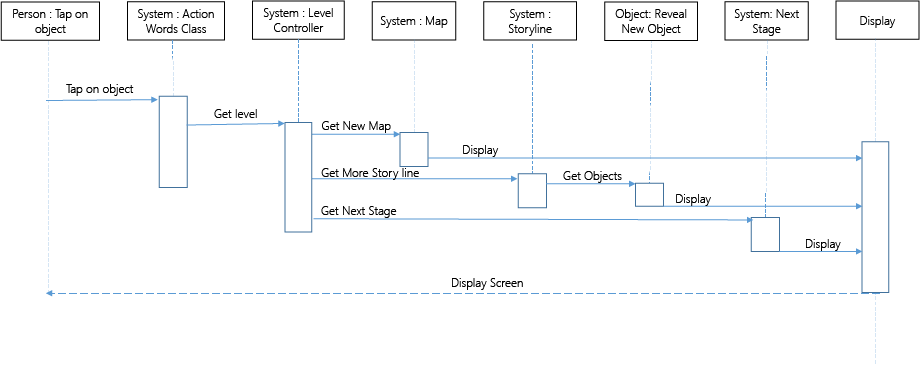 Person : Tap on
object
System : Action
Words Class
System : Level
Controller
System : Map
System :
Storyline
Object: Reveal
New Object
System: Next
Stage
Display
Tap on object
Get level
Get New Map
Display
Get More Story line
Get Objects
Display
Get Next Stage
Display
Display Screen